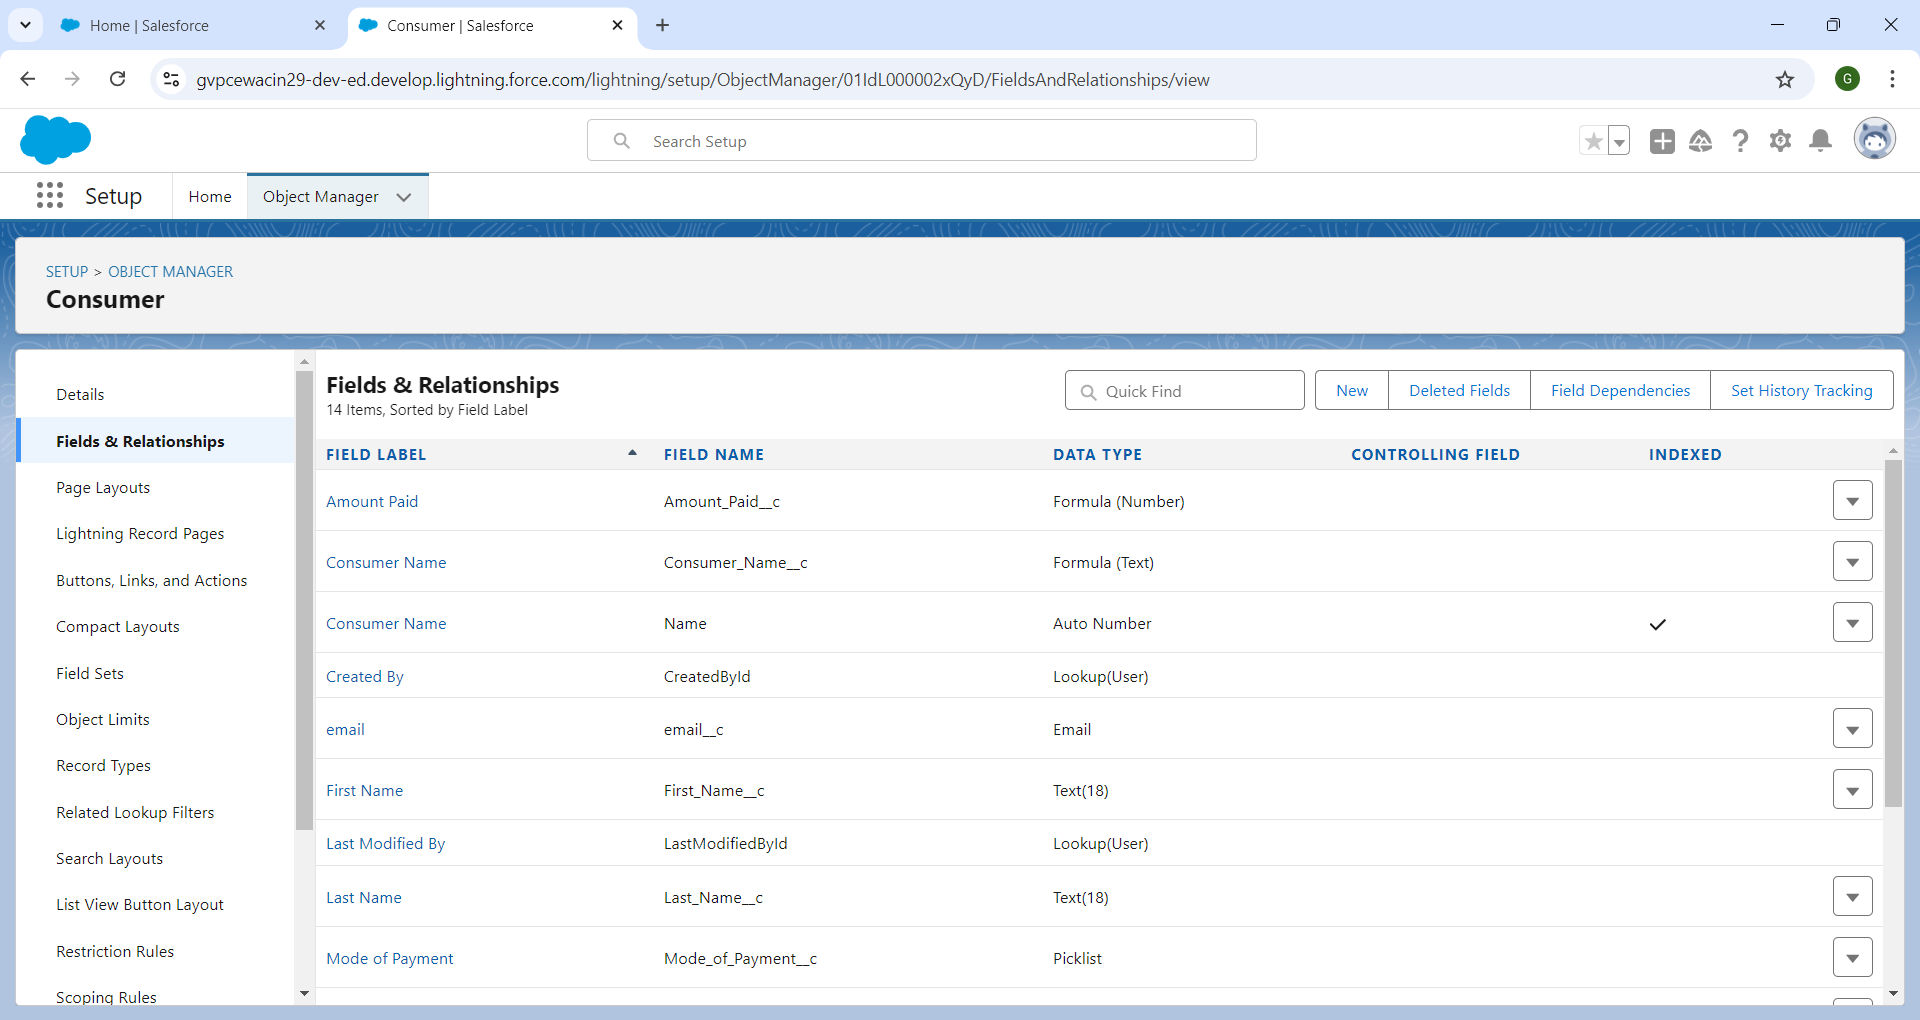 Home | Salesforce
Consumer | Salesforce
gvpcewacin29-dev-ed.develop.lightning.force.com/lightning/setup/ObjectManager/01IdL000002xQyD/FieldsAndRelationships/view
G
Search Setup
Setup
Home
Object Manager
SETUP > OBJECT MANAGER
Consumer
Details
Fields & Relationships
Page Layouts
Lightning Record Pages
Buttons, Links, and Actions
Compact Layouts
Field Sets
Object Limits
Record Types
Related Lookup Filters
Search Layouts
List View Button Layout
Restriction Rules
Scoping Rules
Fields & Relationships
14 Items, Sorted by Field Label
Quick Find
New
Deleted Fields
Field Dependencies
Set History Tracking
FIELD LABEL FIELD NAME DATA TYPE CONTROLLING FIELD INDEXED
Amount Paid Amount_Paid__c Formula (Number)
Consumer Name Consumer_Name__c Formula (Text)
Consumer Name Name Auto Number
Created By CreatedById Lookup(User)
email email__c Email
First Name First_Name__c Text(18)
Last Modified By LastModifiedById Lookup(User)
Last Name Last_Name__c Text(18)
Mode of Payment Mode_of_Payment__c Picklist